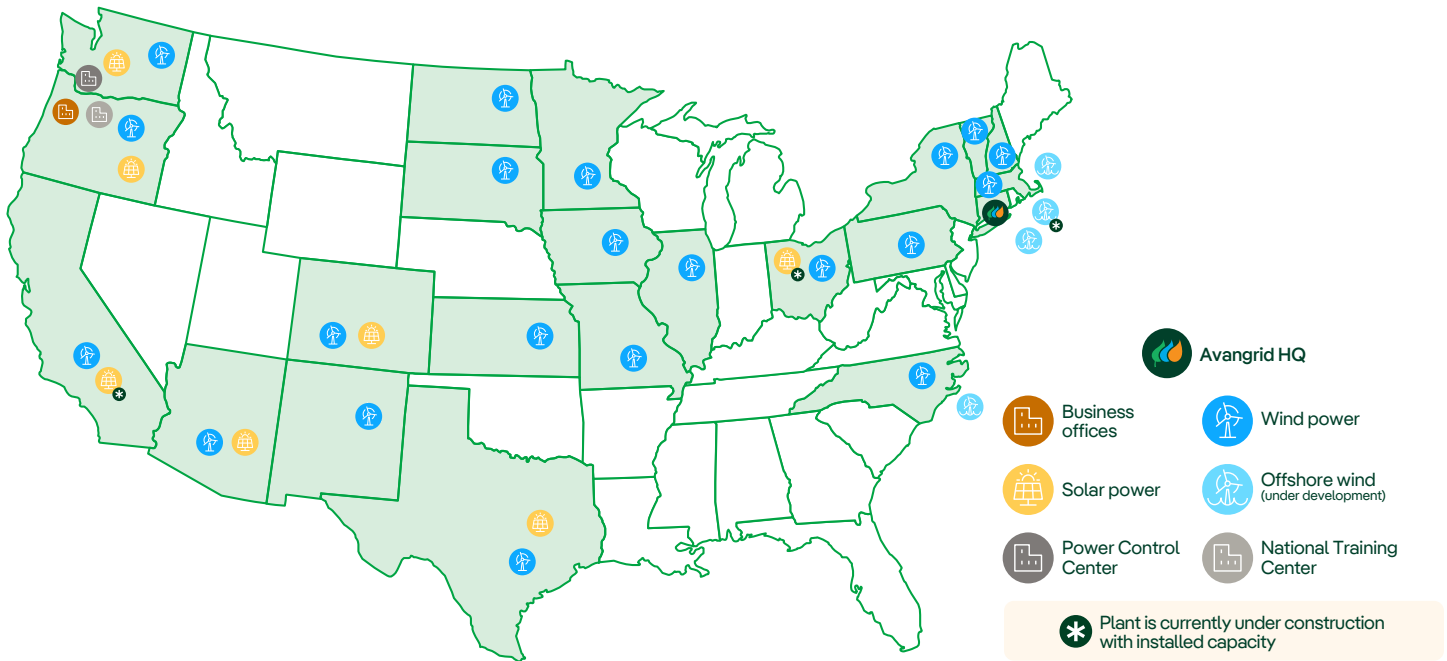 Avangrid HQ
Business
offices
Wind power
Solar power
Offshore wind
(under development)
Power Control
Center
National Training
Center
Plant is currently under construction
with installed capacity